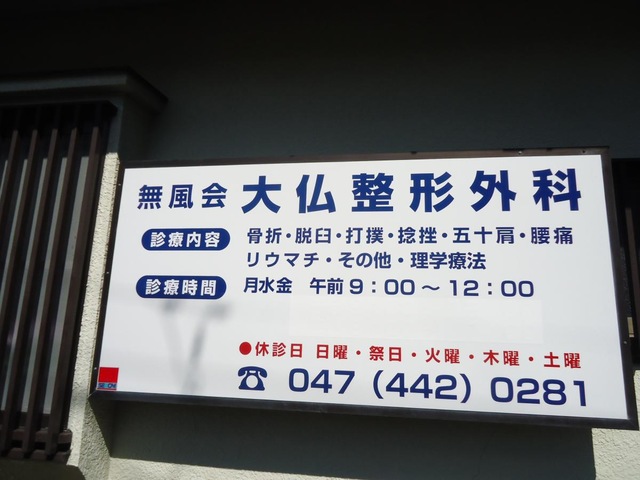 無風会 大仏整形外科
診療内容 骨折・脱臼・打撲・捻挫・五十肩・腰痛
リウマチ・その他・理学療法
診療時間 月水金 午前9：00～12：00
●休診日 日曜・祭日・火曜・木曜・土曜
☎ 047（442）0281